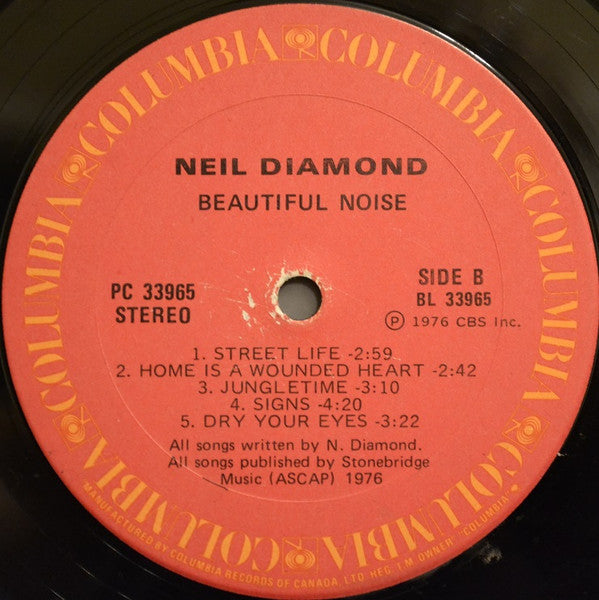 COLUMBIA COLUMBIA COLUMBIA COLUMBIA COLUMBIA COLUMBIA
NEIL DIAMOND
BEAUTIFUL NOISE
PC 33965
STEREO
SIDE B
BL 33965
Ⓟ 1976 CBS Inc.
1. STREET LIFE -2:59
2. HOME IS A WOUNDED HEART -2:42
3. JUNGLETIME -3:10
4. SIGNS -4:20
5. DRY YOUR EYES -3:22
All songs written by N. Diamond.
All songs published by Stonebridge
Music (ASCAP) 1976
"MANUFACTURED BY COLUMBIA RECORDS OF CANADA, LTD. REG. T.M. OWNER "COLUMBIA"